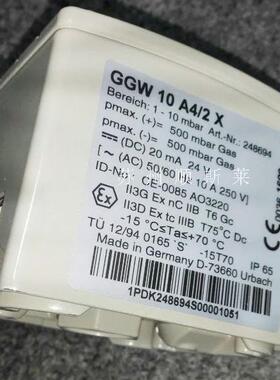 GGW 10 A4/2 X
Bereich: 1 - 10 mbar Art.-Nr.: 248694
pmax. (+)= 500 mbar Gas
pmax. (-)= 500 mbar Gas
(DC) 20 mA 24 V
(AC) 50/60 10 A 250 V
ID-N CE-0085 AO3220
II3G Ex nC IIB T6 Gc
II3D Ex tc IIIB T75°C Dc
-15 °C≤Ta≤+70 °C
TÜ 12/94 0165 `S´ -15T70 IP 65
Made in Germany D-73660 Urbach
1PDK248694S00001051
CE
Ex